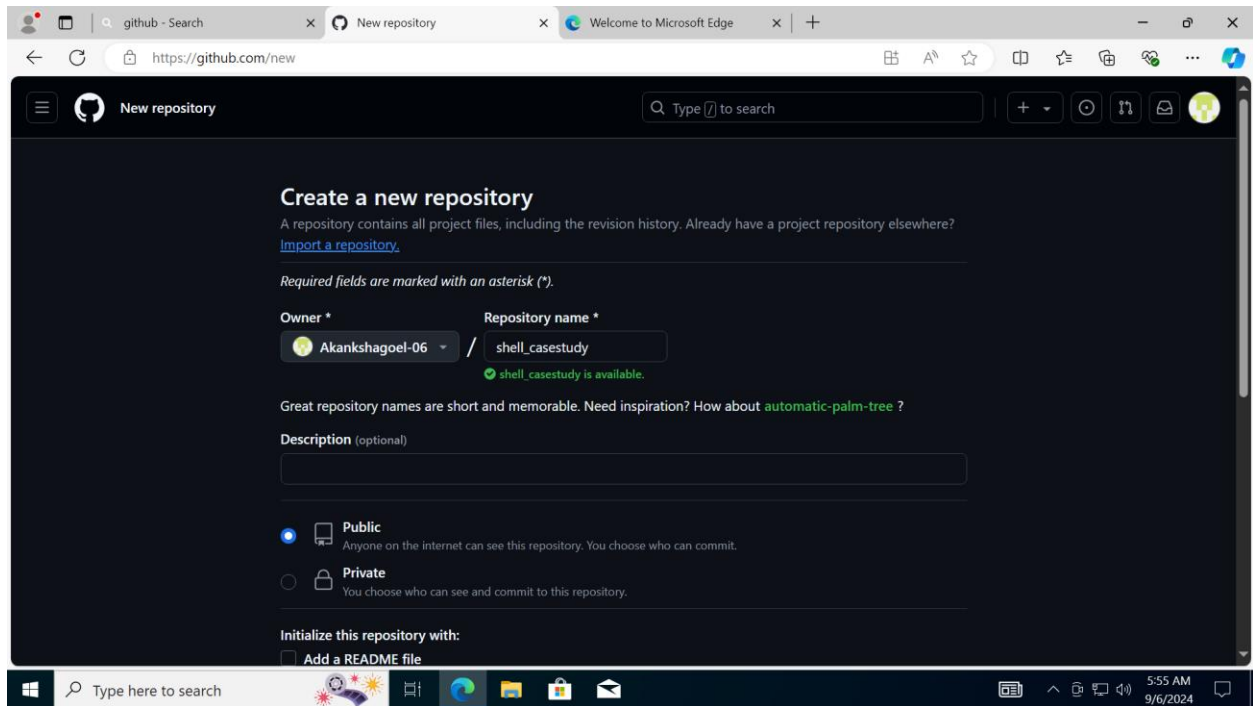 github - Search
New repository
Welcome to Microsoft Edge
https://github.com/new
New repository
Type / to search
Create a new repository
A repository contains all project files, including the revision history. Already have a project repository elsewhere?
Import a repository.
Required fields are marked with an asterisk (*).
Owner * Repository name *
Akankshagoel-06 / shell_casestudy
shell_casestudy is available.
Great repository names are short and memorable. Need inspiration? How about automatic-palm-tree ?
Description (optional)
Public
Anyone on the internet can see this repository. You choose who can commit.
Private
You choose who can see and commit to this repository.
Initialize this repository with:
Add a README file
Type here to search
5:55 AM
9/6/2024